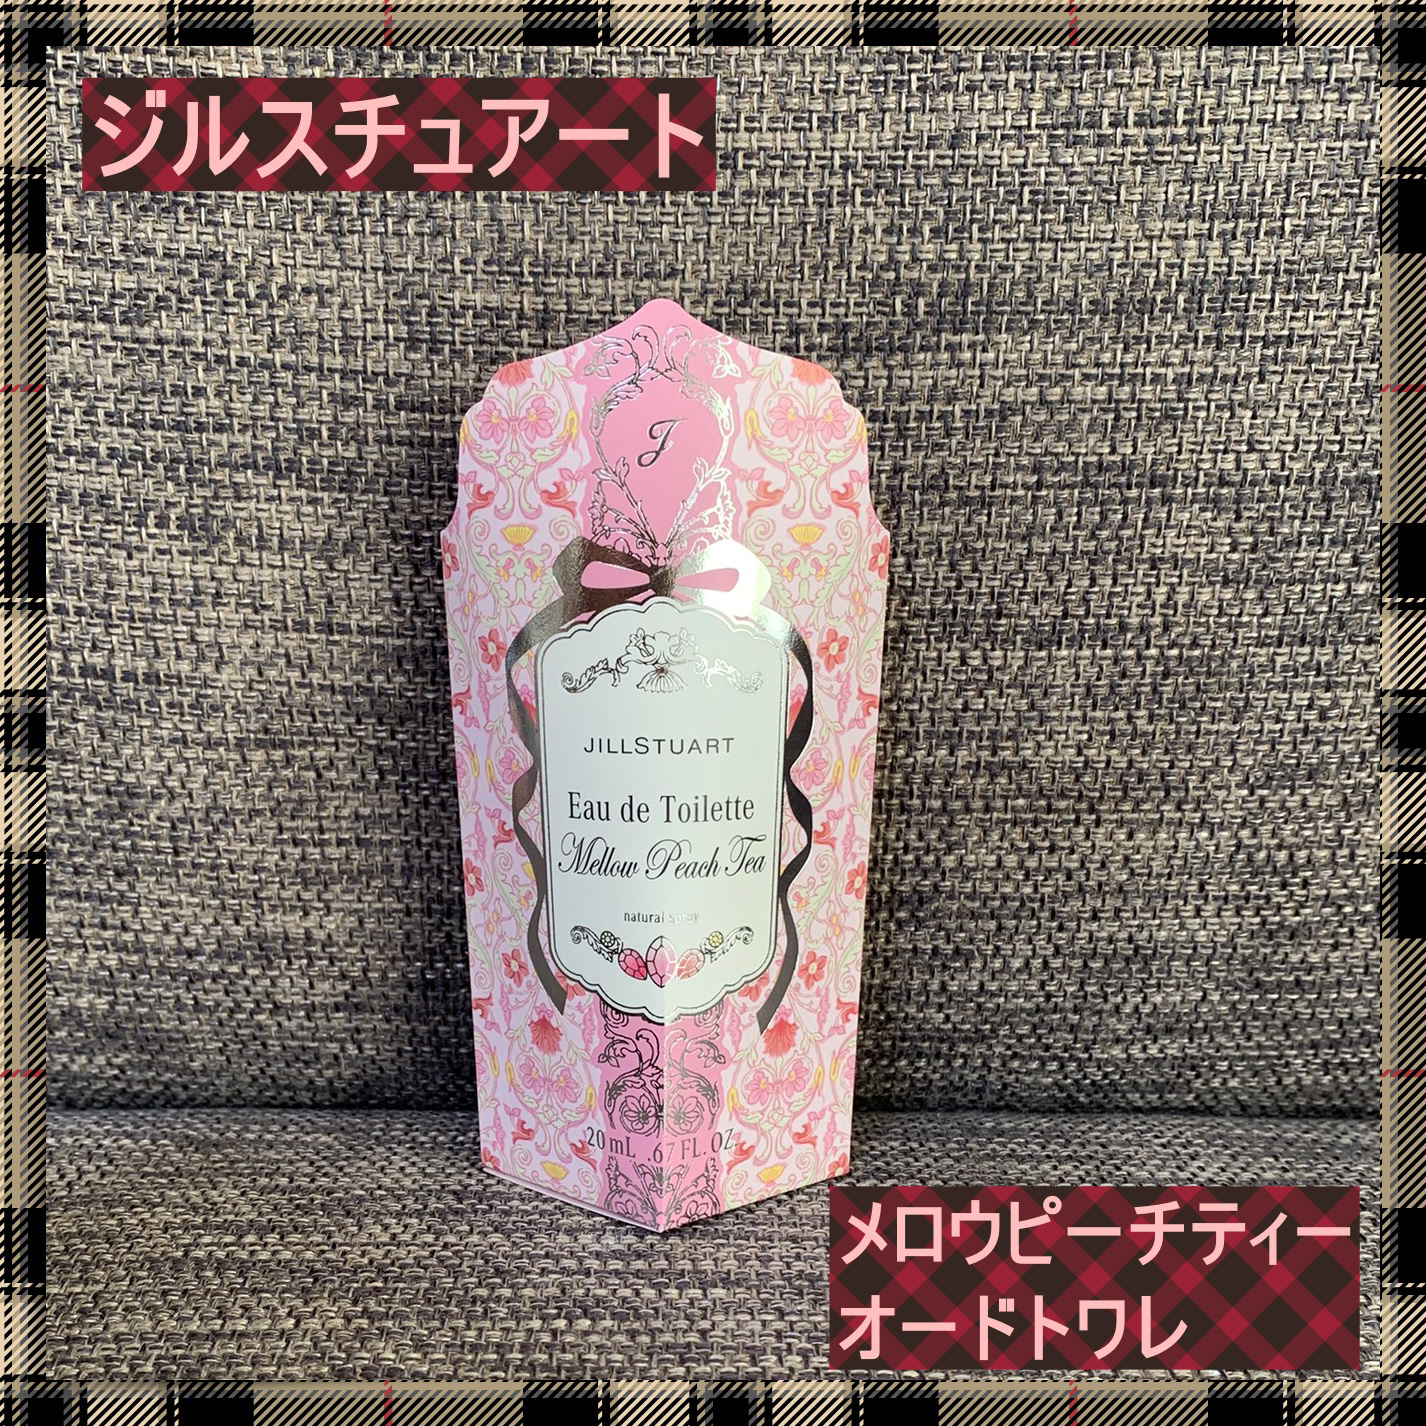 ジルスチュアート
J
JILLSTUART
Eau de Toilette
Mellow Peach Tea
natural spray
20 mL .67 FL. OZ.
メロウピーチティー
オードトワレ